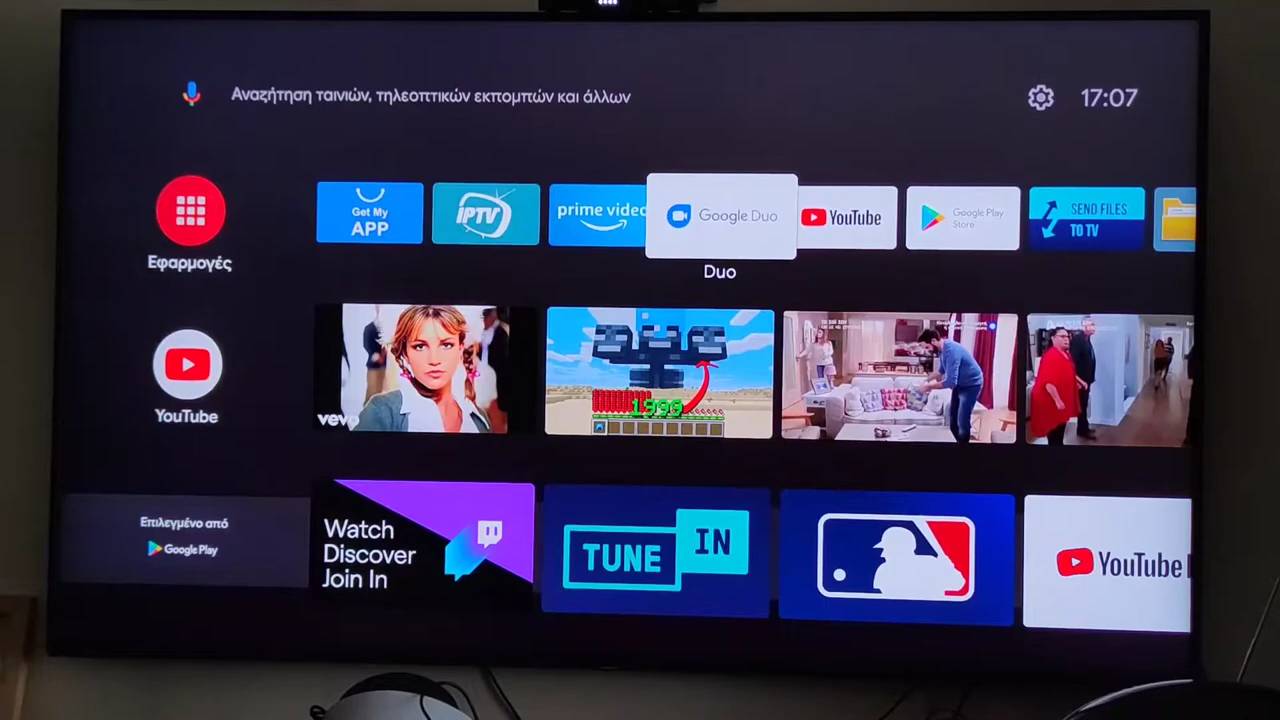 Αναζήτηση ταινιών, τηλεοπτικών εκπομπών και άλλων
17:07
Εφαρμογές
Get My
APP
IPTV
prime video
Google Duo
YouTube
Google Play
Store
SEND FILES
TO TV
Duo
YouTube
vevo
1999
Επιλεγμένο από
Google Play
Watch
Discover
Join In
TUNE
IN
YouTube